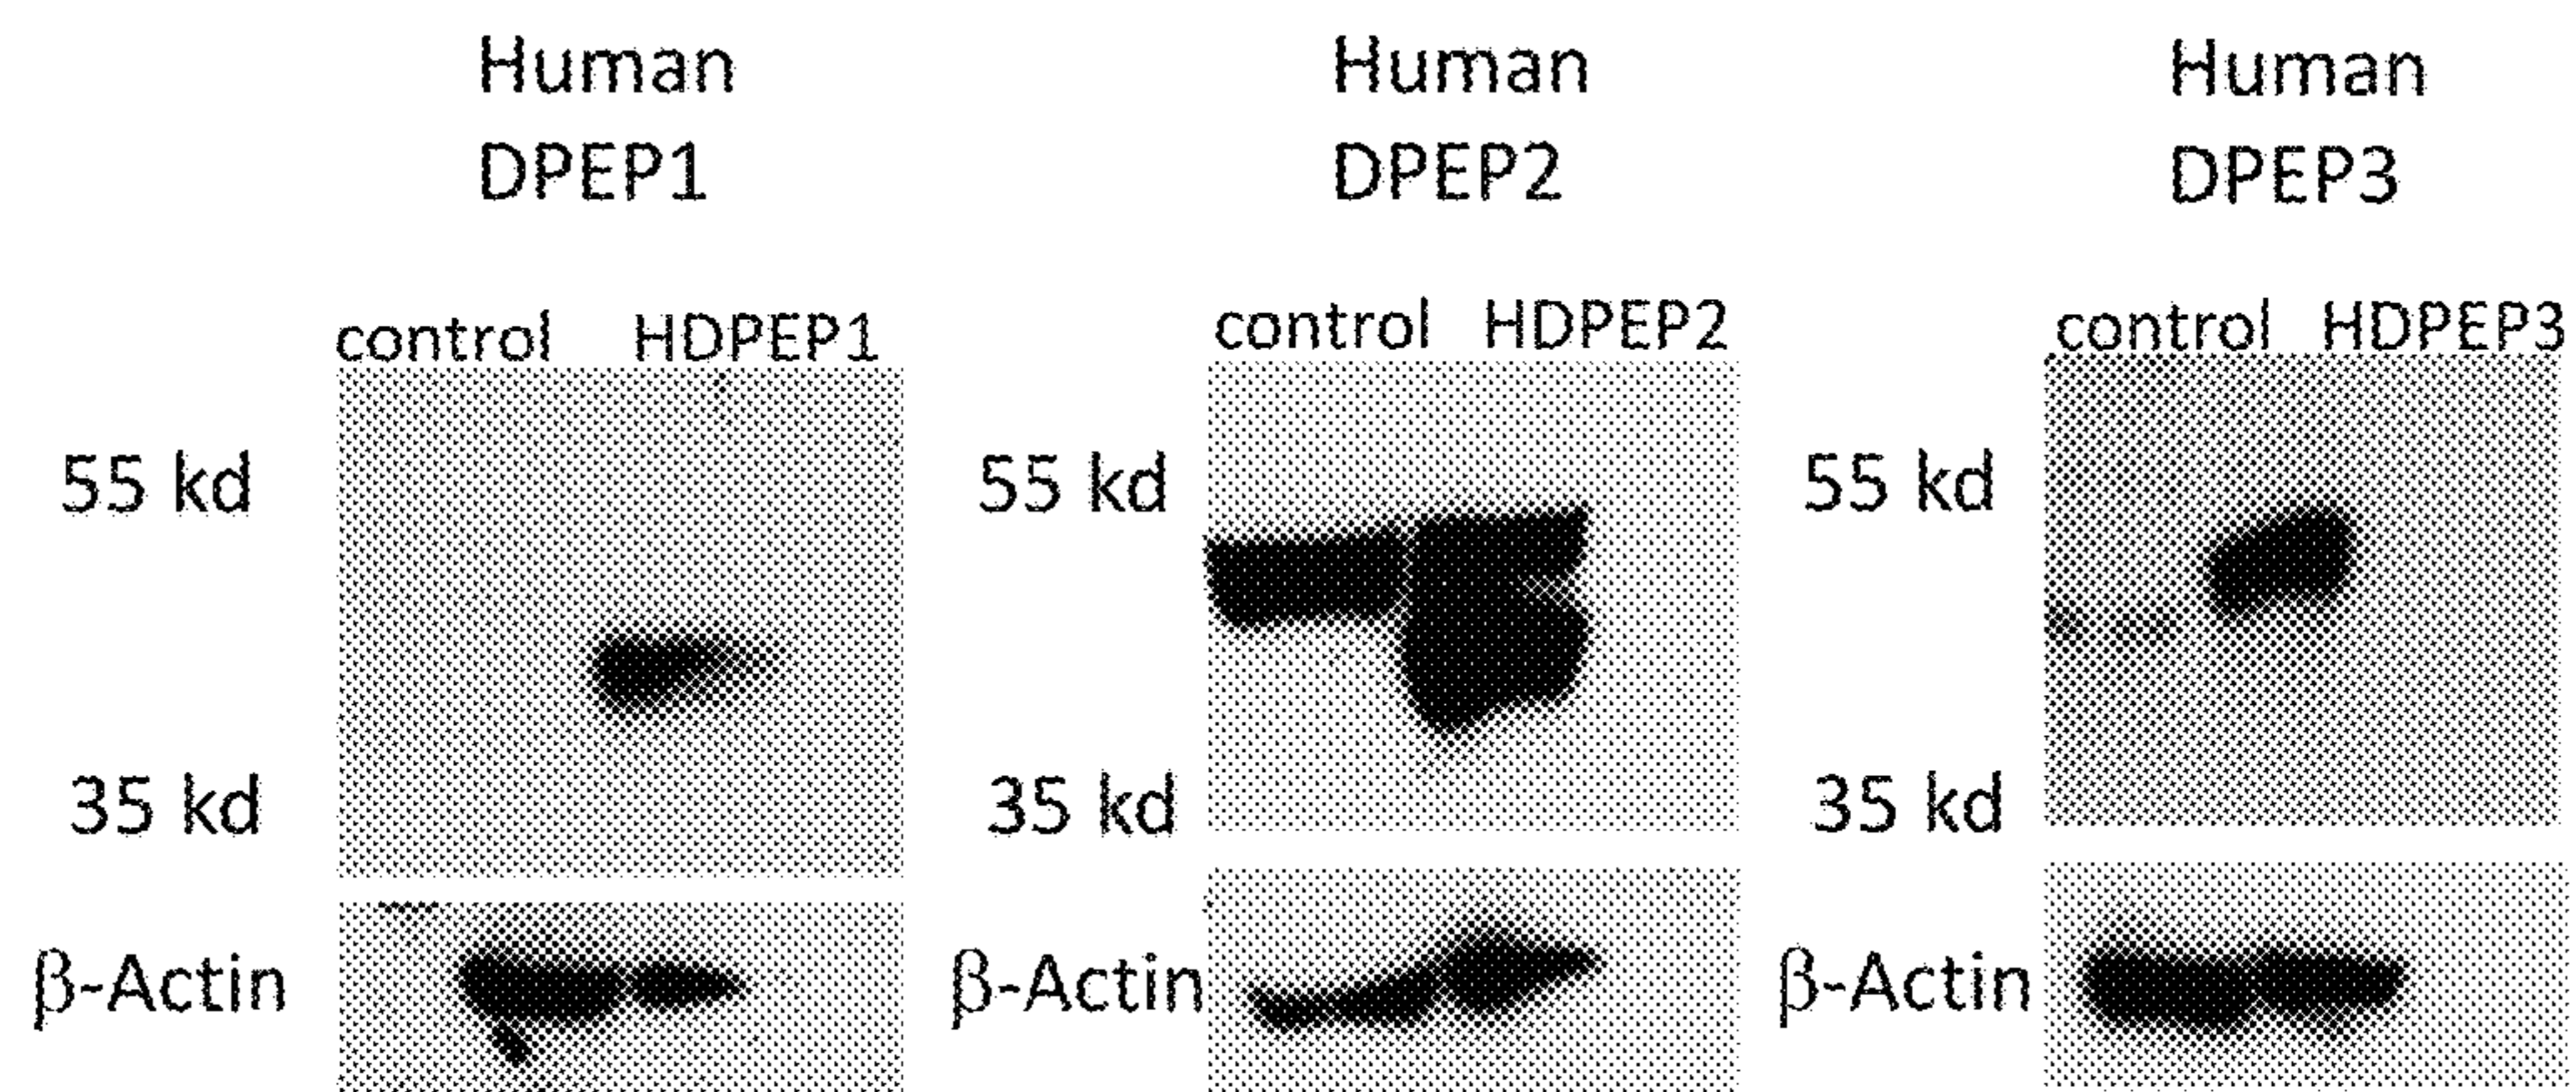 Human
DPEP1
Human
DPEP2
Human
DPEP3
control HDPEP1
control HDPEP2
control HDPEP3
55 kd
55 kd
55 kd
35 kd
35 kd
35 kd
β-Actin
β-Actin
β-Actin